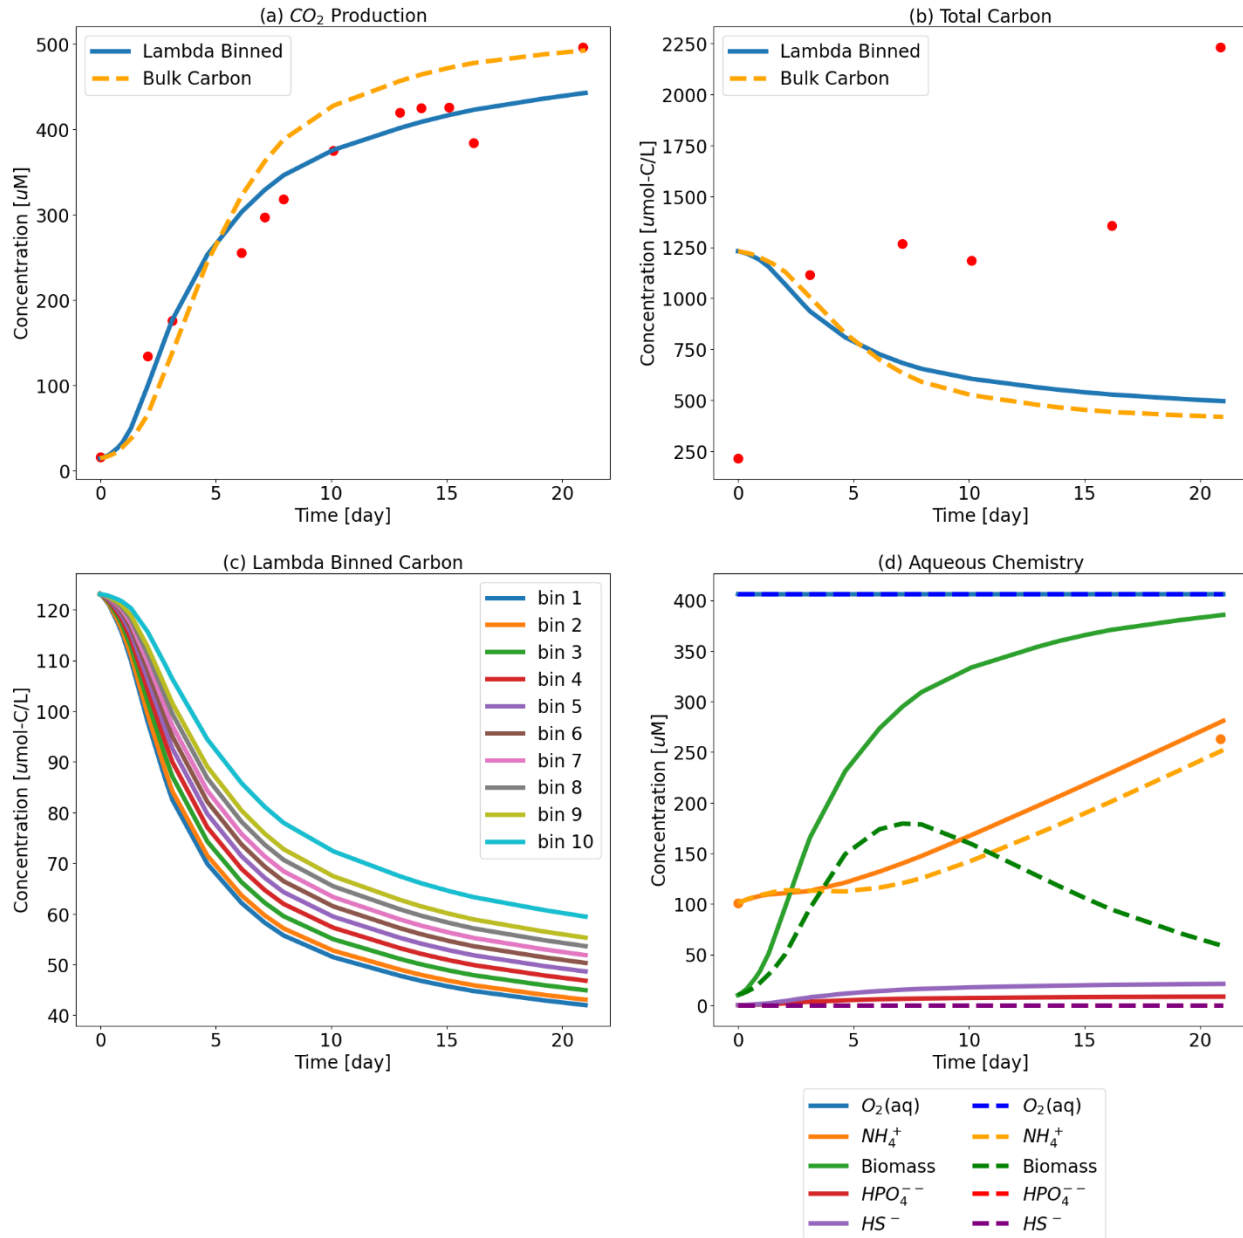 (a) CO₂ Production
Concentration [uM]
500
400
300
200
100
0
Lambda Binned
Bulk Carbon
0 5 10 15 20
Time [day]
(b) Total Carbon
Concentration [umol-C/L]
2250
2000
1750
1500
1250
1000
750
500
250
Lambda Binned
Bulk Carbon
0 5 10 15 20
Time [day]
(c) Lambda Binned Carbon
Concentration [umol-C/L]
120
110
100
90
80
70
60
50
40
bin 1
bin 2
bin 3
bin 4
bin 5
bin 6
bin 7
bin 8
bin 9
bin 10
0 5 10 15 20
Time [day]
(d) Aqueous Chemistry
Concentration [uM]
400
350
300
250
200
150
100
50
0
0 5 10 15 20
Time [day]
O₂(aq) O₂(aq)
NH₄⁺ NH₄⁺
Biomass Biomass
HPO₄⁻⁻ HPO₄⁻⁻
HS⁻ HS⁻